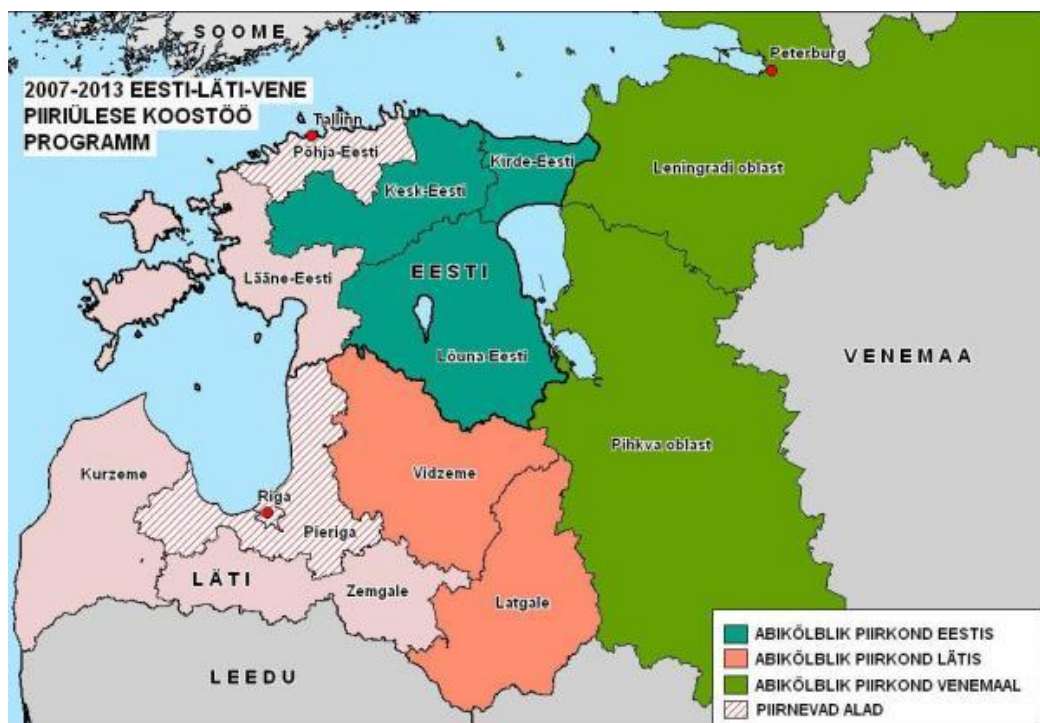 SOOME
Peterburg
2007-2013 EESTI-LÄTI-VENE
PIIRIÜLESE KOOSTÖÖ
PROGRAMM
Tallinn
Põhja-Eesti
Kirde-Eesti
Leningradi oblast
Kesk-Eesti
Lääne-Eesti
EESTI
Lõuna-Eesti
VENEMAA
Pihkva oblast
Kurzeme
Vidzeme
Riga
Pieriga
LÄTI
Zemgale
Latgale
LEEDU
ABIKÕLBLIK PIIRKOND EESTIS
ABIKÕLBLIK PIIRKOND LÄTIS
ABIKÕLBLIK PIIRKOND VENEMAAL
PIIRNEVAD ALAD